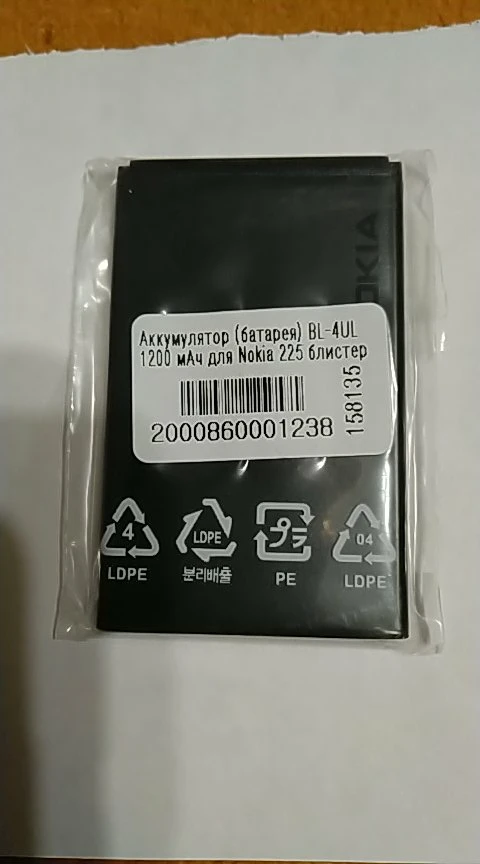 NOKIA
Аккумулятор (батарея) BL-4UL
1200 мАч для Nokia 225 блистер
158135
2000860001238
4
LDPE
04
プラ
LDPE
분리배출
PE
LDPE